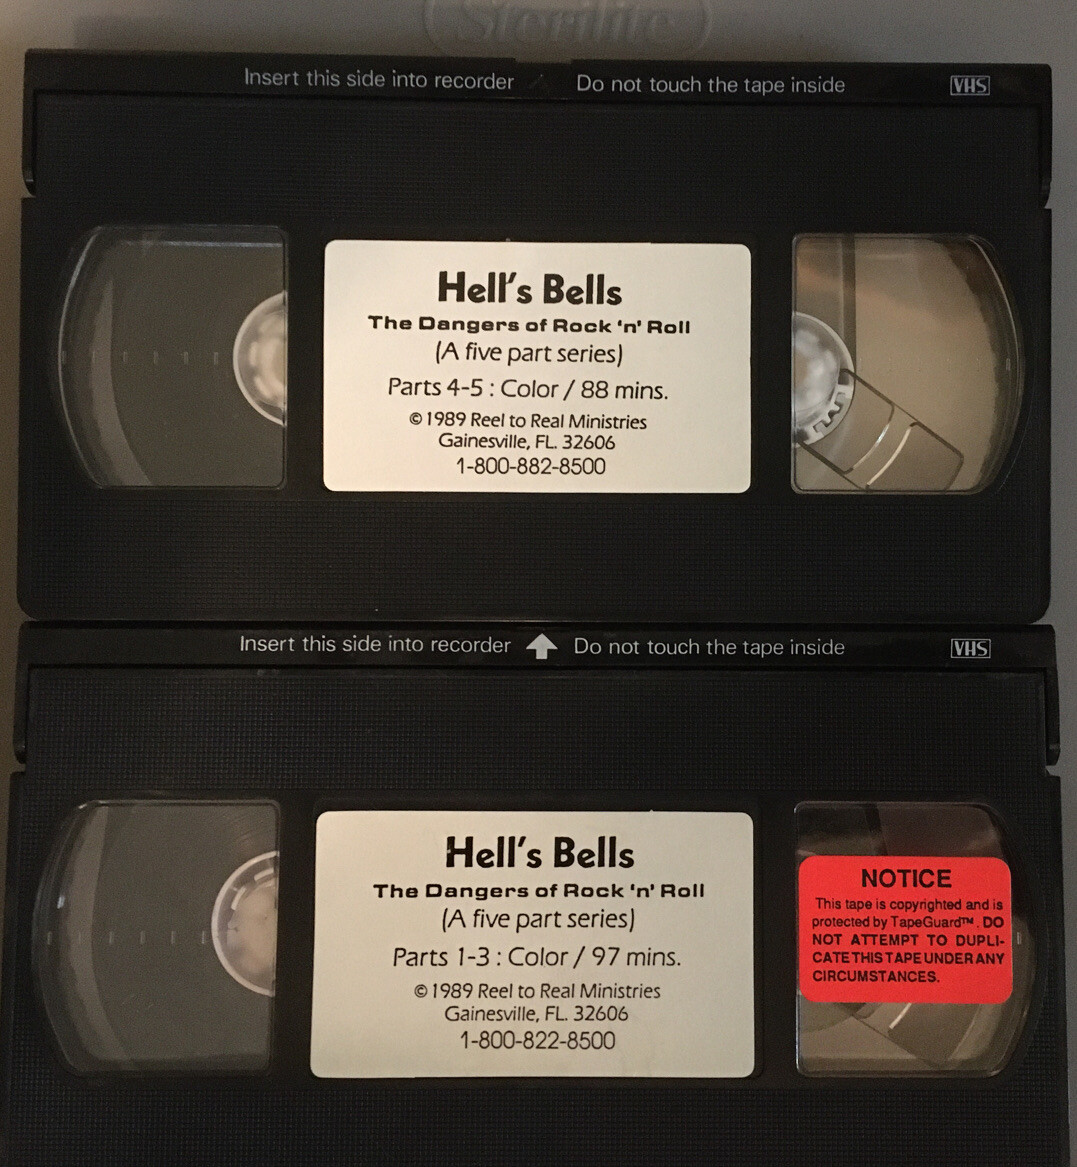 Sterilite
Insert this side into recorder Do not touch the tape inside VHS
Hell's Bells
The Dangers of Rock 'n' Roll
(A five part series)
Parts 4-5 : Color / 88 mins.
© 1989 Reel to Real Ministries
Gainesville, FL. 32606
1-800-882-8500
Insert this side into recorder Do not touch the tape inside VHS
Hell's Bells
The Dangers of Rock 'n' Roll
(A five part series)
Parts 1-3 : Color / 97 mins.
© 1989 Reel to Real Ministries
Gainesville, FL. 32606
1-800-822-8500
NOTICE
This tape is copyrighted and is
protected by TapeGuard™. DO
NOT ATTEMPT TO DUPLI-
CATE THIS TAPE UNDER ANY
CIRCUMSTANCES.